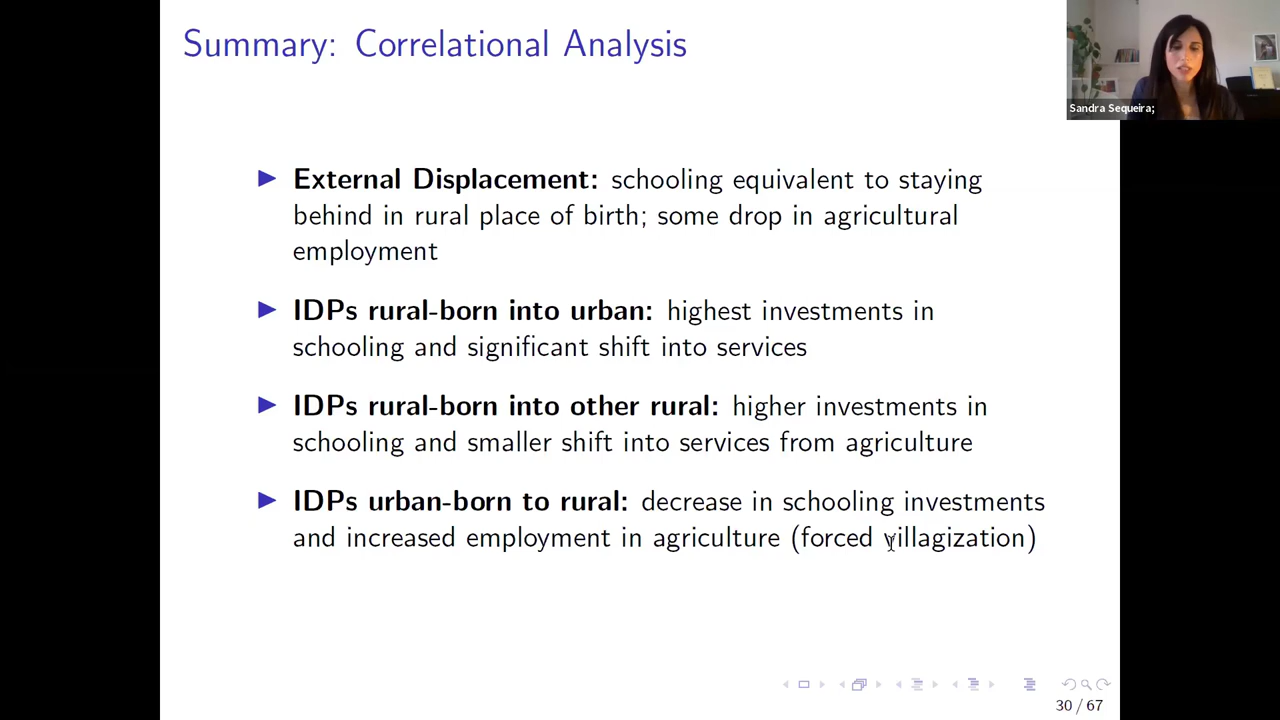 Summary: Correlational Analysis
Sandra Sequeira;
External Displacement: schooling equivalent to staying
behind in rural place of birth; some drop in agricultural
employment
IDPs rural-born into urban: highest investments in
schooling and significant shift into services
IDPs rural-born into other rural: higher investments in
schooling and smaller shift into services from agriculture
IDPs urban-born to rural: decrease in schooling investments
and increased employment in agriculture (forced villagization)
30 / 67